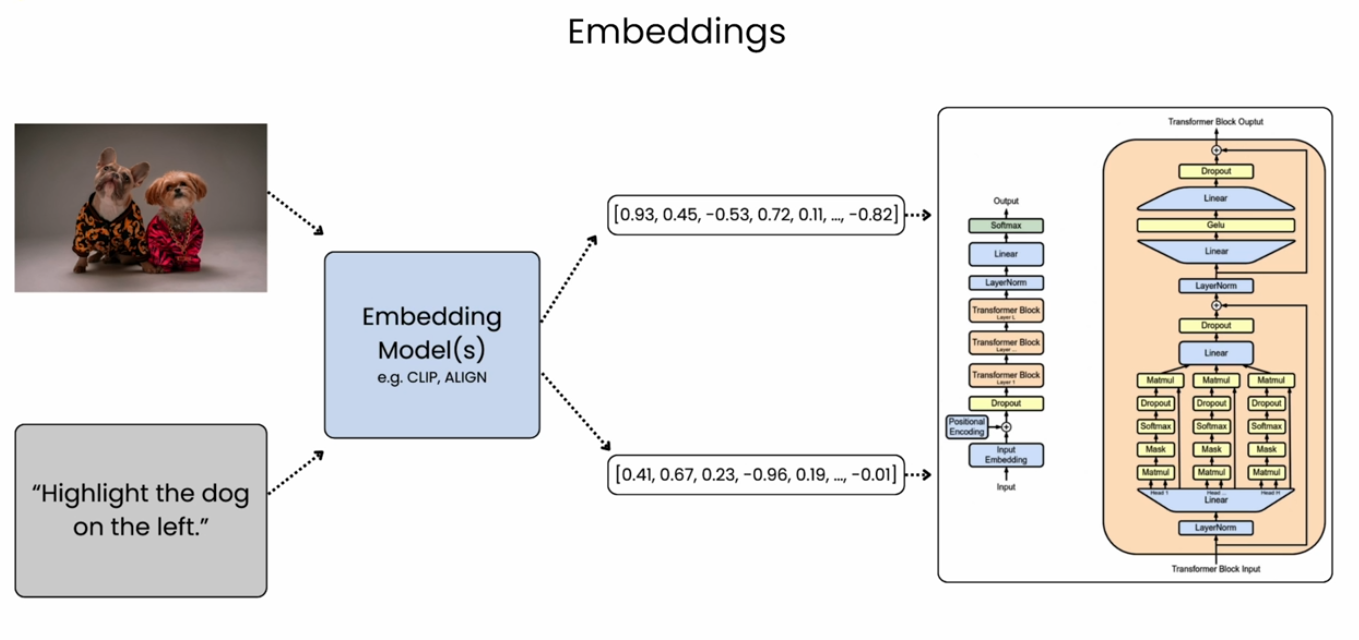 Embeddings
“Highlight the dog
on the left.”
Embedding
Model(s)
e.g. CLIP, ALIGN
[0.93, 0.45, −0.53, 0.72, 0.11, ..., −0.82]
[0.41, 0.67, 0.23, −0.96, 0.19, ..., −0.01]
Output
Softmax
Linear
LayerNorm
Transformer Block
Layer L
Transformer Block
Layer ...
Transformer Block
Layer 1
Dropout
Positional
Encoding
+
Input
Embedding
Input
Transformer Block Ouptut
+
Dropout
Linear
Gelu
Linear
LayerNorm
+
Dropout
Linear
Matmul Matmul Matmul
Dropout Dropout Dropout
Softmax Softmax Softmax
Mask Mask Mask
Matmul Matmul Matmul
Head 1 Head ... Head H
Linear
LayerNorm
Transformer Block Input